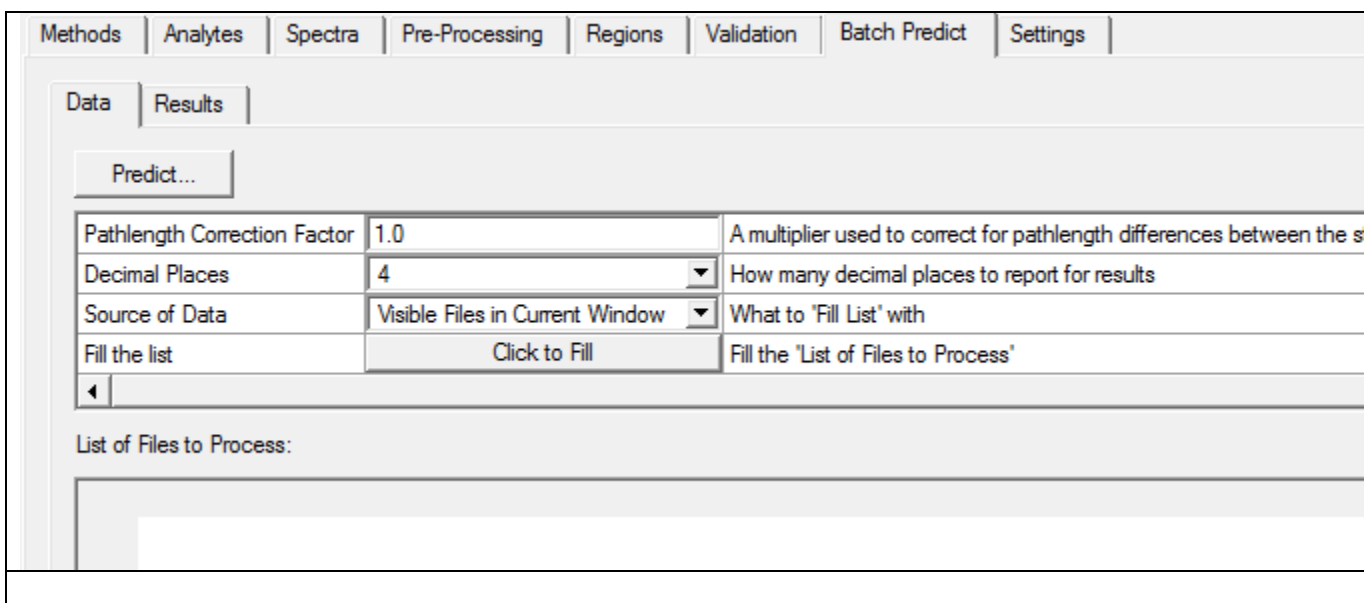 Methods Analytes Spectra Pre-Processing Regions Validation Batch Predict Settings
Data Results
Predict...
Pathlength Correction Factor 1.0 A multiplier used to correct for pathlength differences between the
Decimal Places 4 How many decimal places to report for results
Source of Data Visible Files in Current Window What to "Fill List" with
Fill the list Click to Fill Fill the "List of Files to Process"
List of Files to Process: